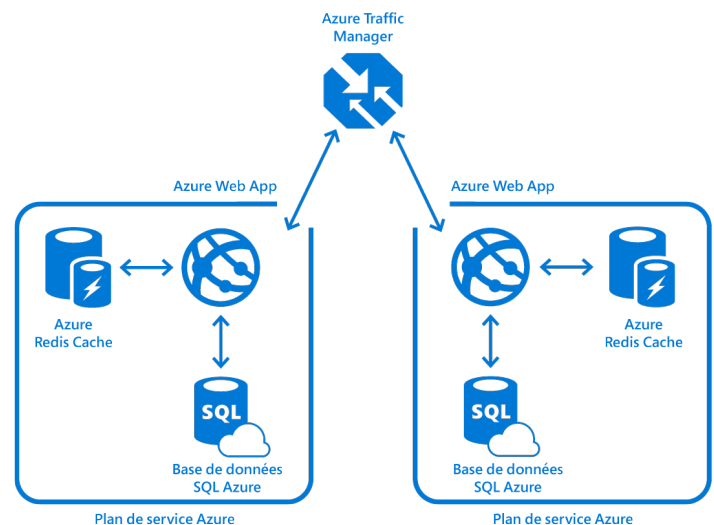 Azure Traffic
Manager
Azure Web App
Azure Web App
Azure
Redis Cache
Azure
Redis Cache
SQL
SQL
Base de données
SQL Azure
Base de données
SQL Azure
Plan de service Azure
Plan de service Azure